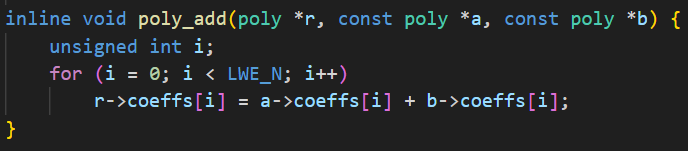 inline void poly_add(poly *r, const poly *a, const poly *b) {
    unsigned int i;
    for (i = 0; i < LWE_N; i++)
        r->coeffs[i] = a->coeffs[i] + b->coeffs[i];
}